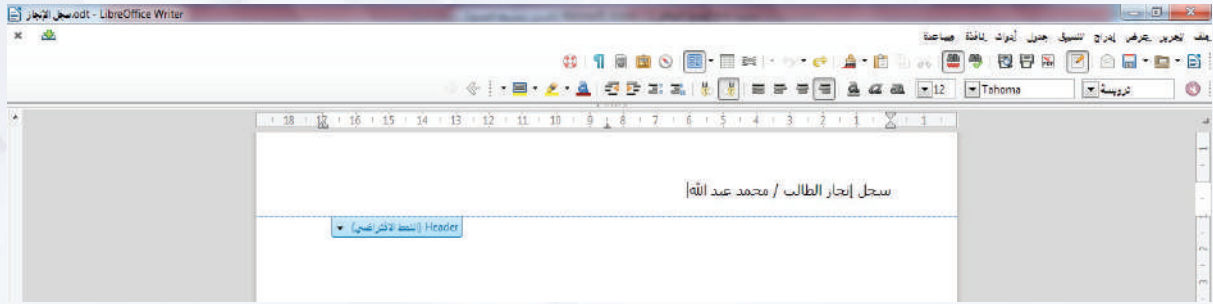 سجل الإنجاز.odt - LibreOffice Writer
ملف تحرير عرض إدراج تنسيق جدول أدوات نافذة مساعدة
ترويسة Tahoma 12
18 17 16 15 14 13 12 11 10 9 8 7 6 5 4 3 2 1 1
سجل إنجاز الطالب / محمد عبد الله
Header (النمط الافتراضي)